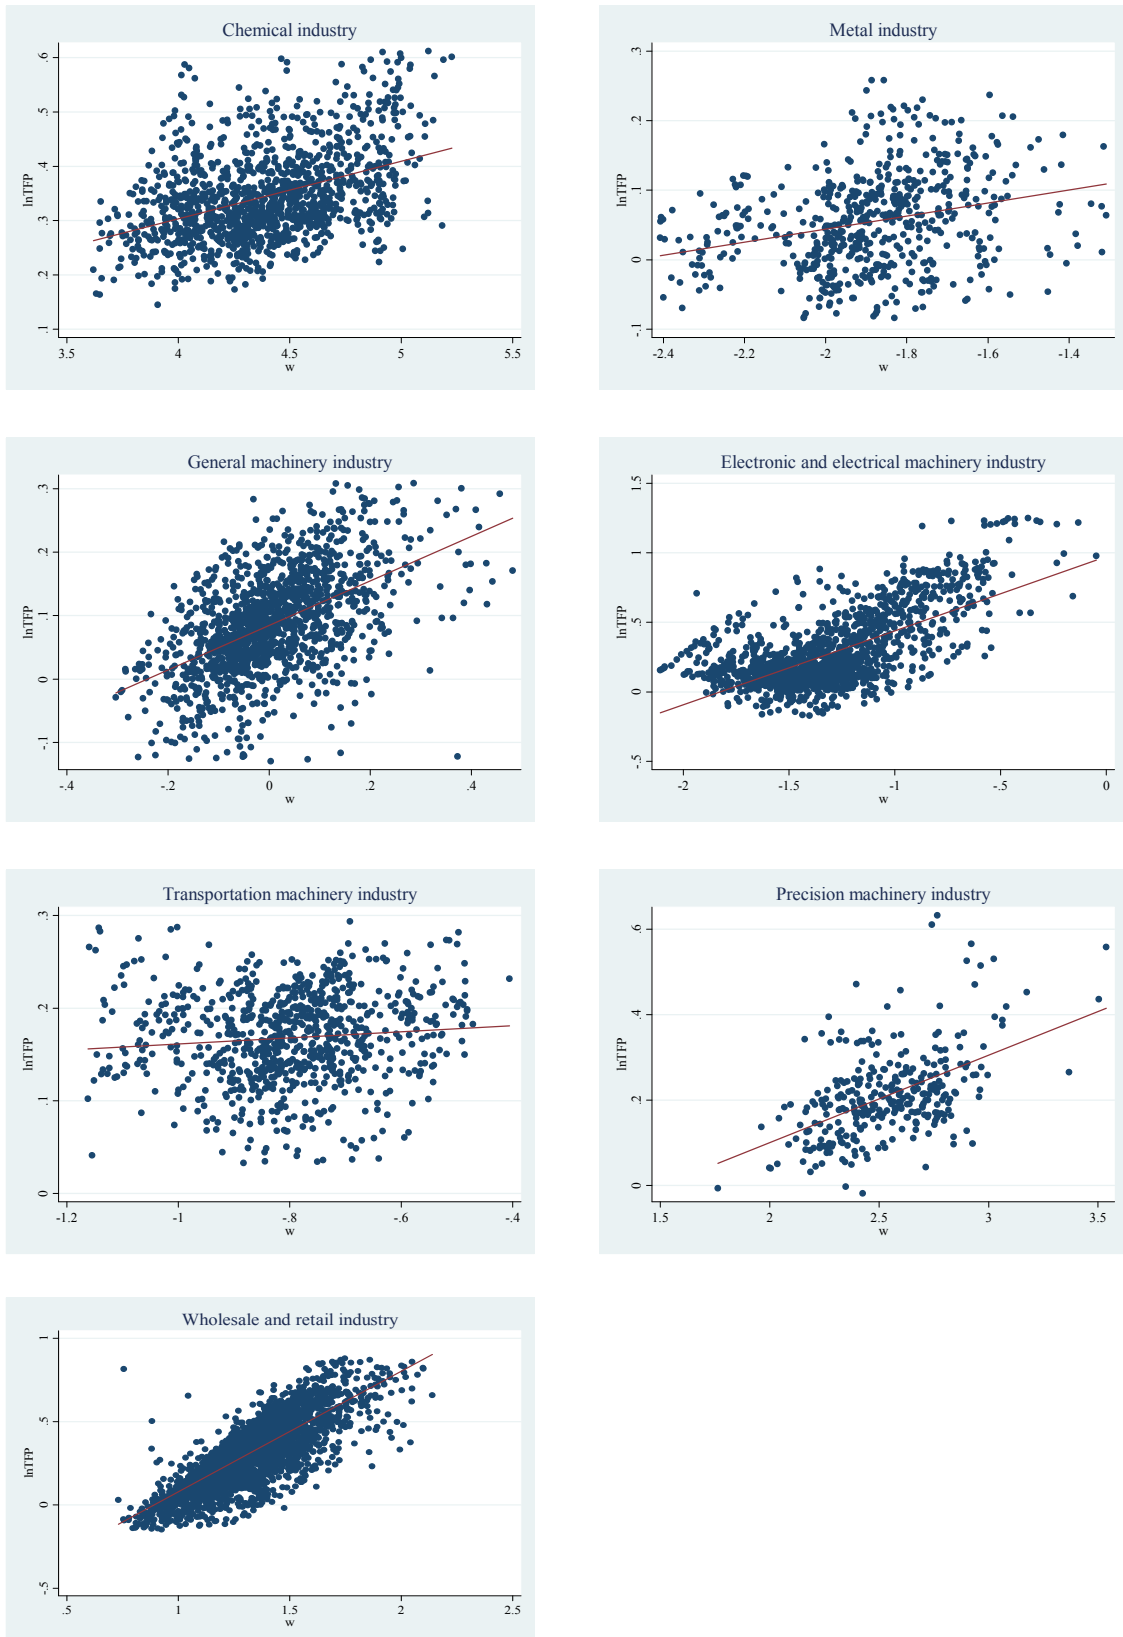 Chemical industry
lnTFP
.6
.5
.4
.3
.2
.1
3.5 4 4.5 5 5.5
w
Metal industry
lnTFP
.3
.2
.1
0
-.1
-2.4 -2.2 -2 -1.8 -1.6 -1.4
w
General machinery industry
lnTFP
.3
.2
.1
0
-.1
-.4 -.2 0 .2 .4
w
Electronic and electrical machinery industry
lnTFP
1.5
1
.5
0
-.5
-2 -1.5 -1 -.5 0
w
Transportation machinery industry
lnTFP
.3
.2
.1
0
-1.2 -1 -.8 -.6 -.4
w
Precision machinery industry
lnTFP
.6
.4
.2
0
1.5 2 2.5 3 3.5
w
Wholesale and retail industry
lnTFP
1
.5
0
-.5
.5 1 1.5 2 2.5
w